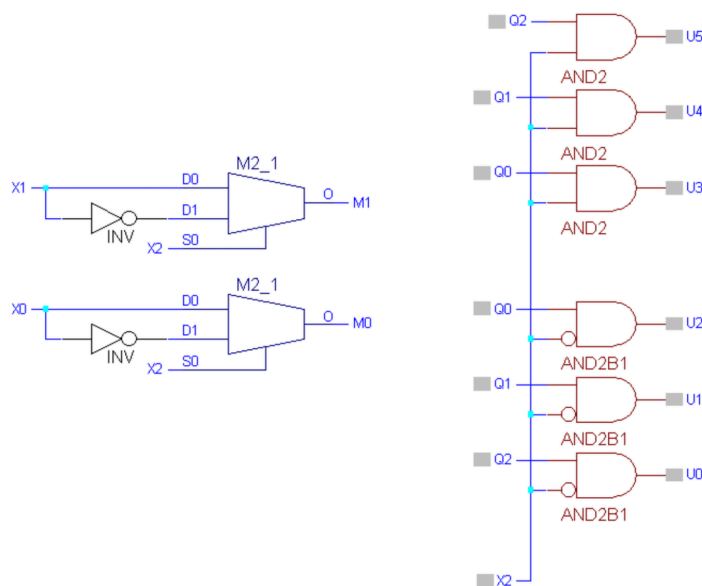 Q2
U5
AND2
Q1
U4
AND2
Q0
U3
AND2
M2_1
X1
D0
O
M1
D1
INV
X2
S0
M2_1
X0
D0
O
M0
D1
INV
X2
S0
Q0
U2
AND2B1
Q1
U1
AND2B1
Q2
U0
AND2B1
X2